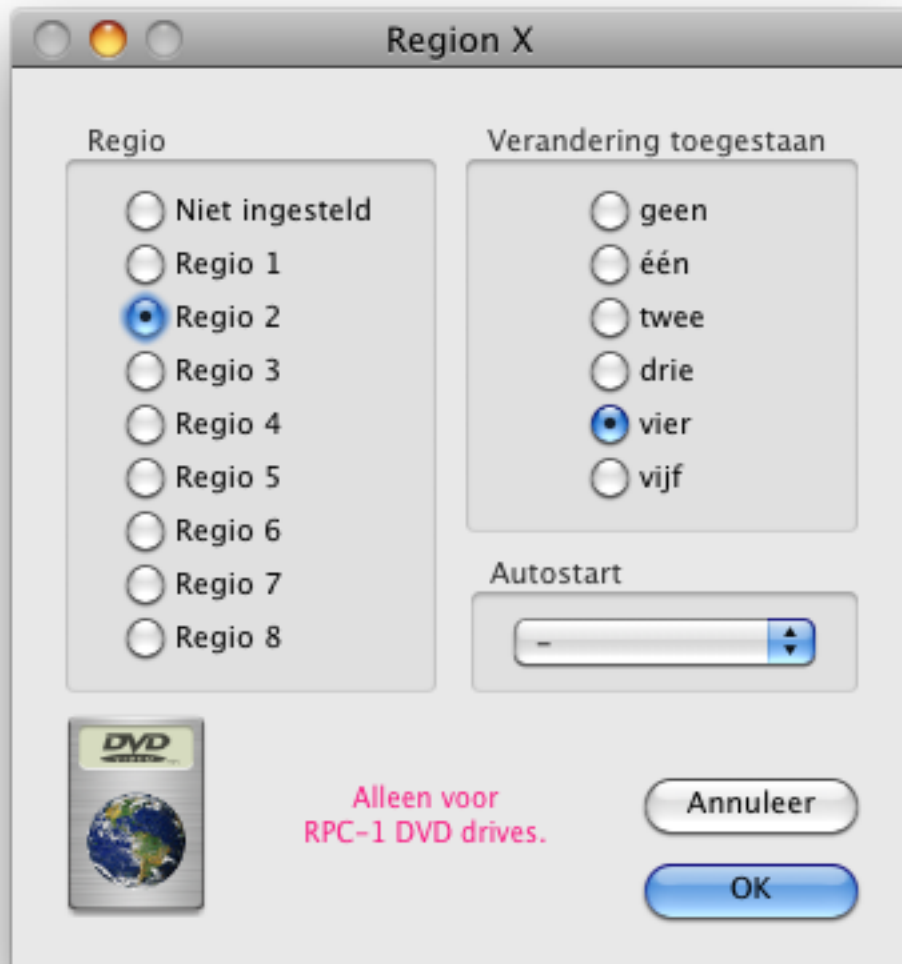 Region X
Regio
Niet ingesteld
Regio 1
Regio 2
Regio 3
Regio 4
Regio 5
Regio 6
Regio 7
Regio 8
Verandering toegestaan
geen
één
twee
drie
vier
vijf
Autostart
–
DVD
VIDEO
Alleen voor
RPC-1 DVD drives.
Annuleer
OK